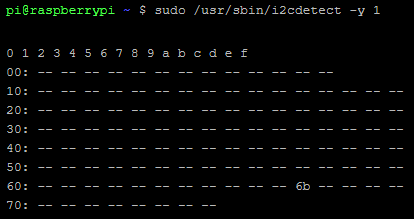 pi@raspberrypi ~ $ sudo /usr/sbin/i2cdetect -y 1
0 1 2 3 4 5 6 7 8 9 a b c d e f
00: -- -- -- -- -- -- -- -- -- -- -- -- --
10: -- -- -- -- -- -- -- -- -- -- -- -- -- -- -- --
20: -- -- -- -- -- -- -- -- -- -- -- -- -- -- -- --
30: -- -- -- -- -- -- -- -- -- -- -- -- -- -- -- --
40: -- -- -- -- -- -- -- -- -- -- -- -- -- -- -- --
50: -- -- -- -- -- -- -- -- -- -- -- -- -- -- -- --
60: -- -- -- -- -- -- -- -- -- -- -- 6b -- -- -- --
70: -- -- -- -- -- -- -- --